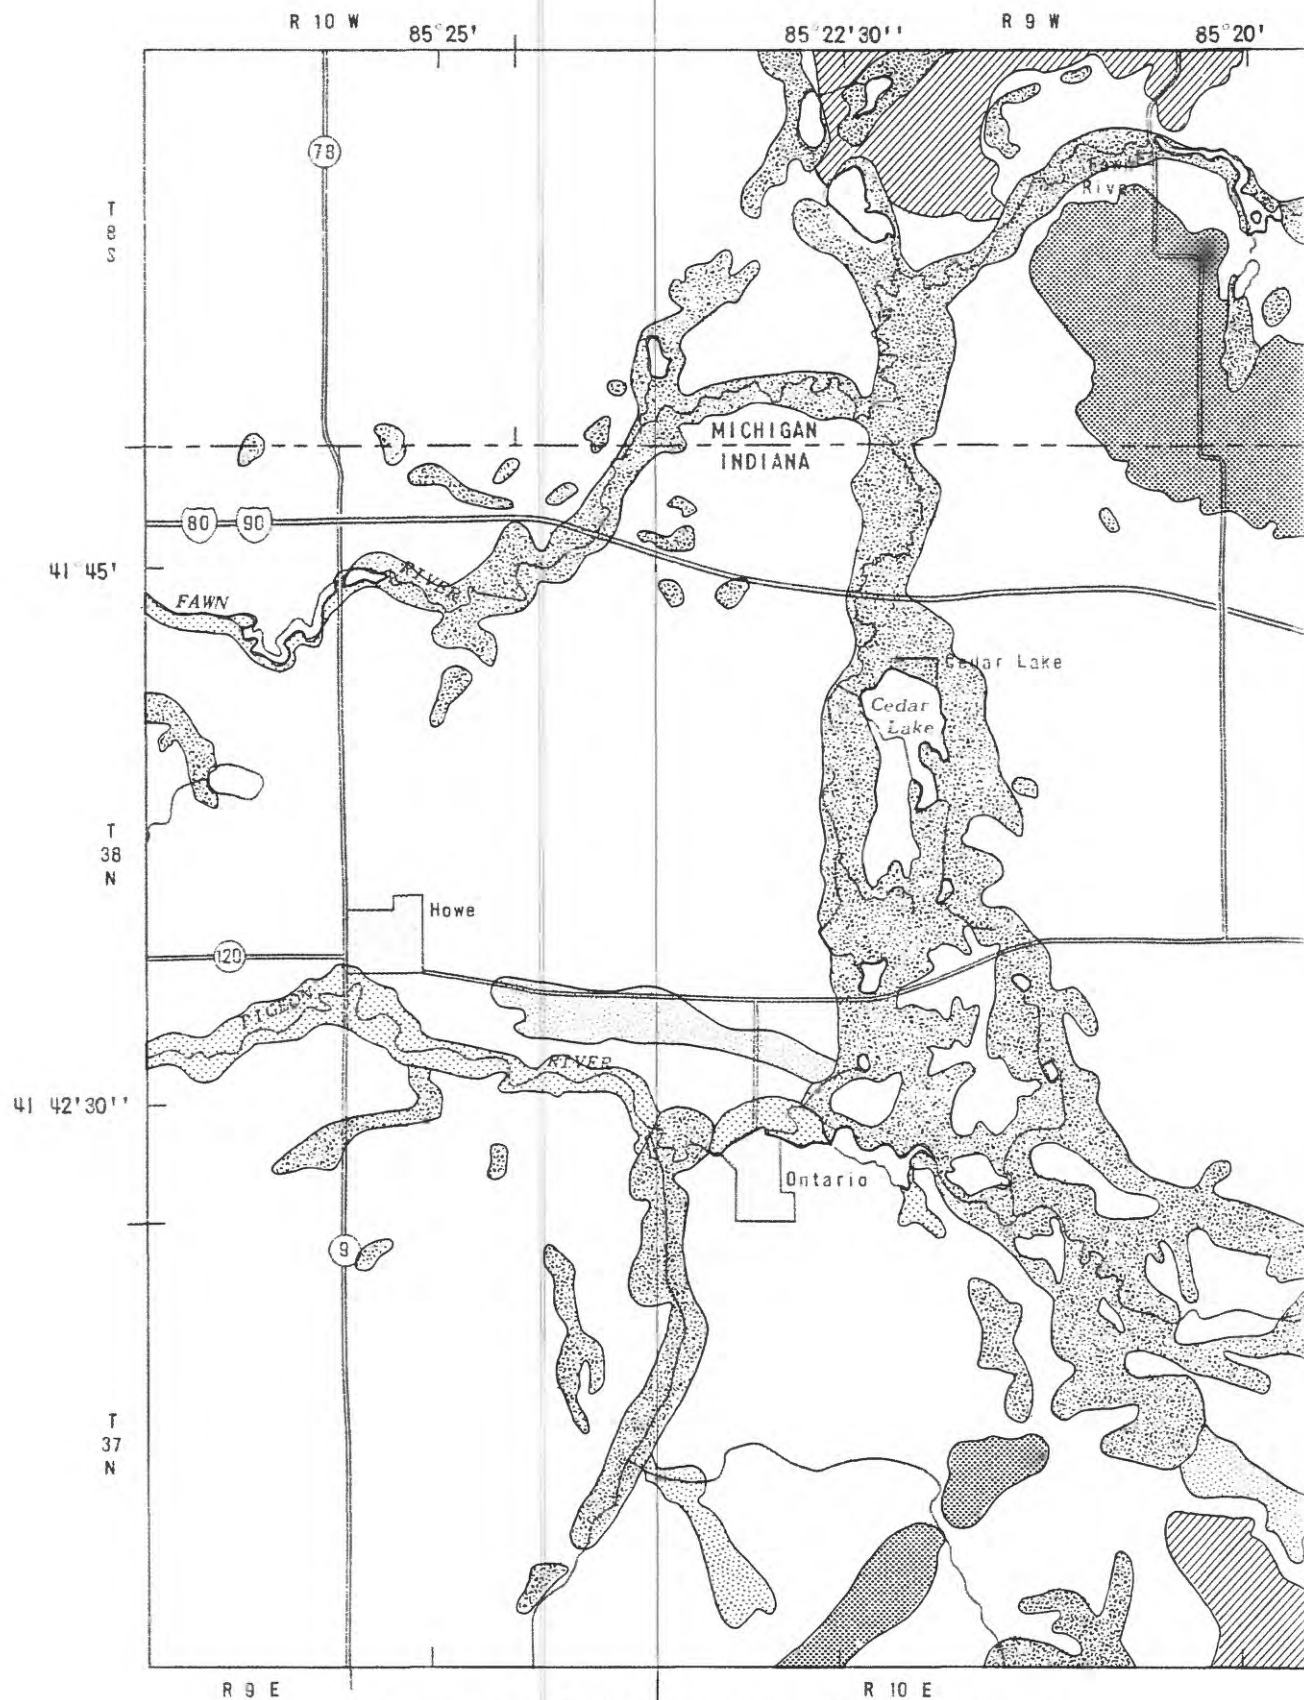 R 10 W
R 9 W
85°25'
85°22'30''
85°20'
78
T
8
S
Fawn
River
MICHIGAN
INDIANA
80
90
41°45'
FAWN
RIVER
Cedar Lake
Cedar
Lake
T
38
N
Howe
120
PIGEON
RIVER
41 42'30''
Ontario
9
T
37
N
R 9 E
R 10 E